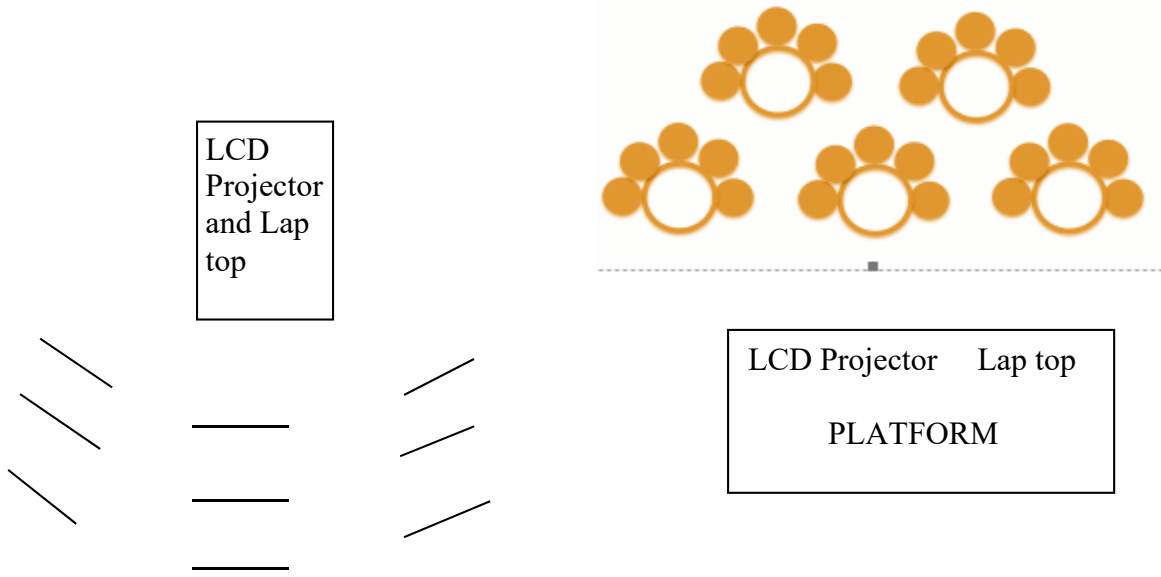 LCD
Projector
and Lap
top
LCD Projector Lap top
PLATFORM